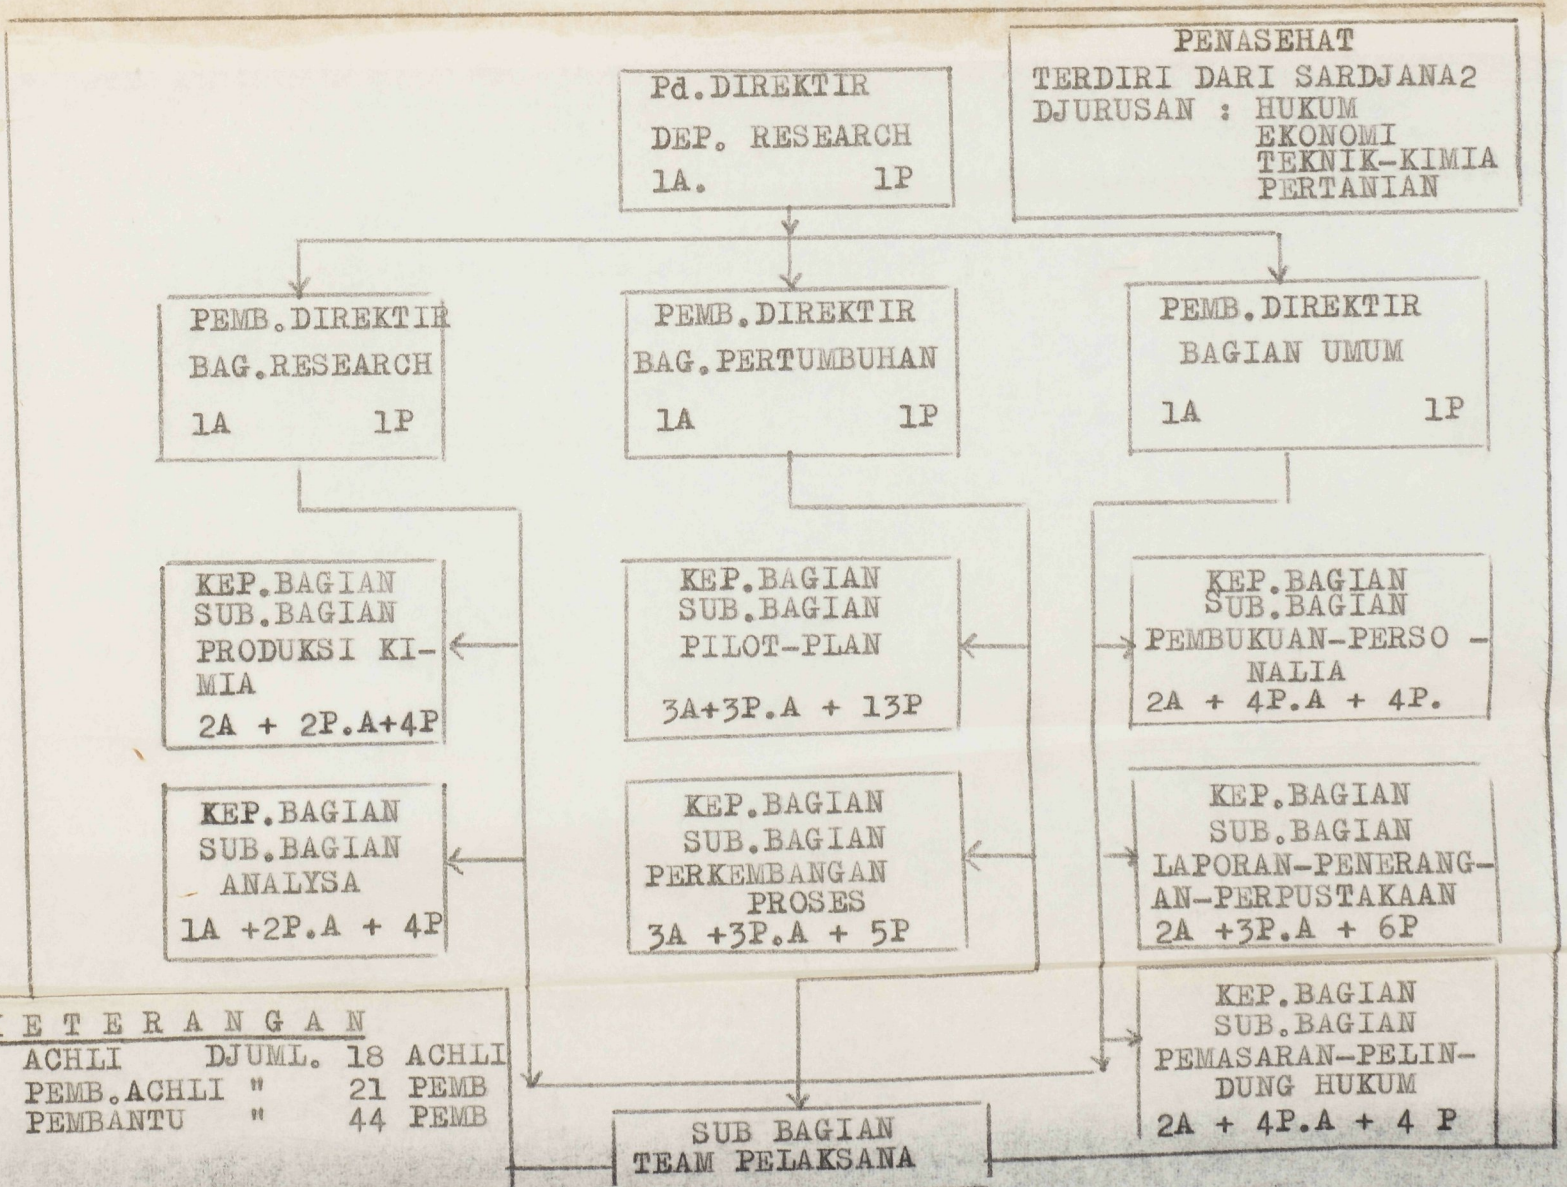 PENASEHAT
TERDIRI DARI SARDJANA2
DJURUSAN : HUKUM
EKONOMI
TEKNIK-KIMIA
PERTANIAN
Pd.DIREKTIR
DEP. RESEARCH
1A. 1P
PEMB.DIREKTIR
BAG.RESEARCH
1A 1P
PEMB.DIREKTIR
BAG.PERTUMBUHAN
1A 1P
PEMB.DIREKTIR
BAGIAN UMUM
1A 1P
KEP.BAGIAN
SUB.BAGIAN
PRODUKSI KI-
MIA
2A + 2P.A+4P
KEP.BAGIAN
SUB.BAGIAN
PILOT-PLAN
3A+3P.A + 13P
KEP.BAGIAN
SUB.BAGIAN
PEMBUKUAN-PERSO -
NALIA
2A + 4P.A + 4P.
KEP.BAGIAN
SUB.BAGIAN
ANALYSA
1A +2P.A + 4P
KEP.BAGIAN
SUB.BAGIAN
PERKEMBANGAN
PROSES
3A +3P.A + 5P
KEP.BAGIAN
SUB.BAGIAN
LAPORAN-PENERANG-
AN-PERPUSTAKAAN
2A +3P.A + 6P
KEP.BAGIAN
SUB.BAGIAN
PEMASARAN-PELIN-
DUNG HUKUM
2A + 4P.A + 4 P
E T E R A N G A N
ACHLI DJUML. 18 ACHLI
PEMB.ACHLI " 21 PEMB
PEMBANTU " 44 PEMB
SUB BAGIAN
TEAM PELAKSANA